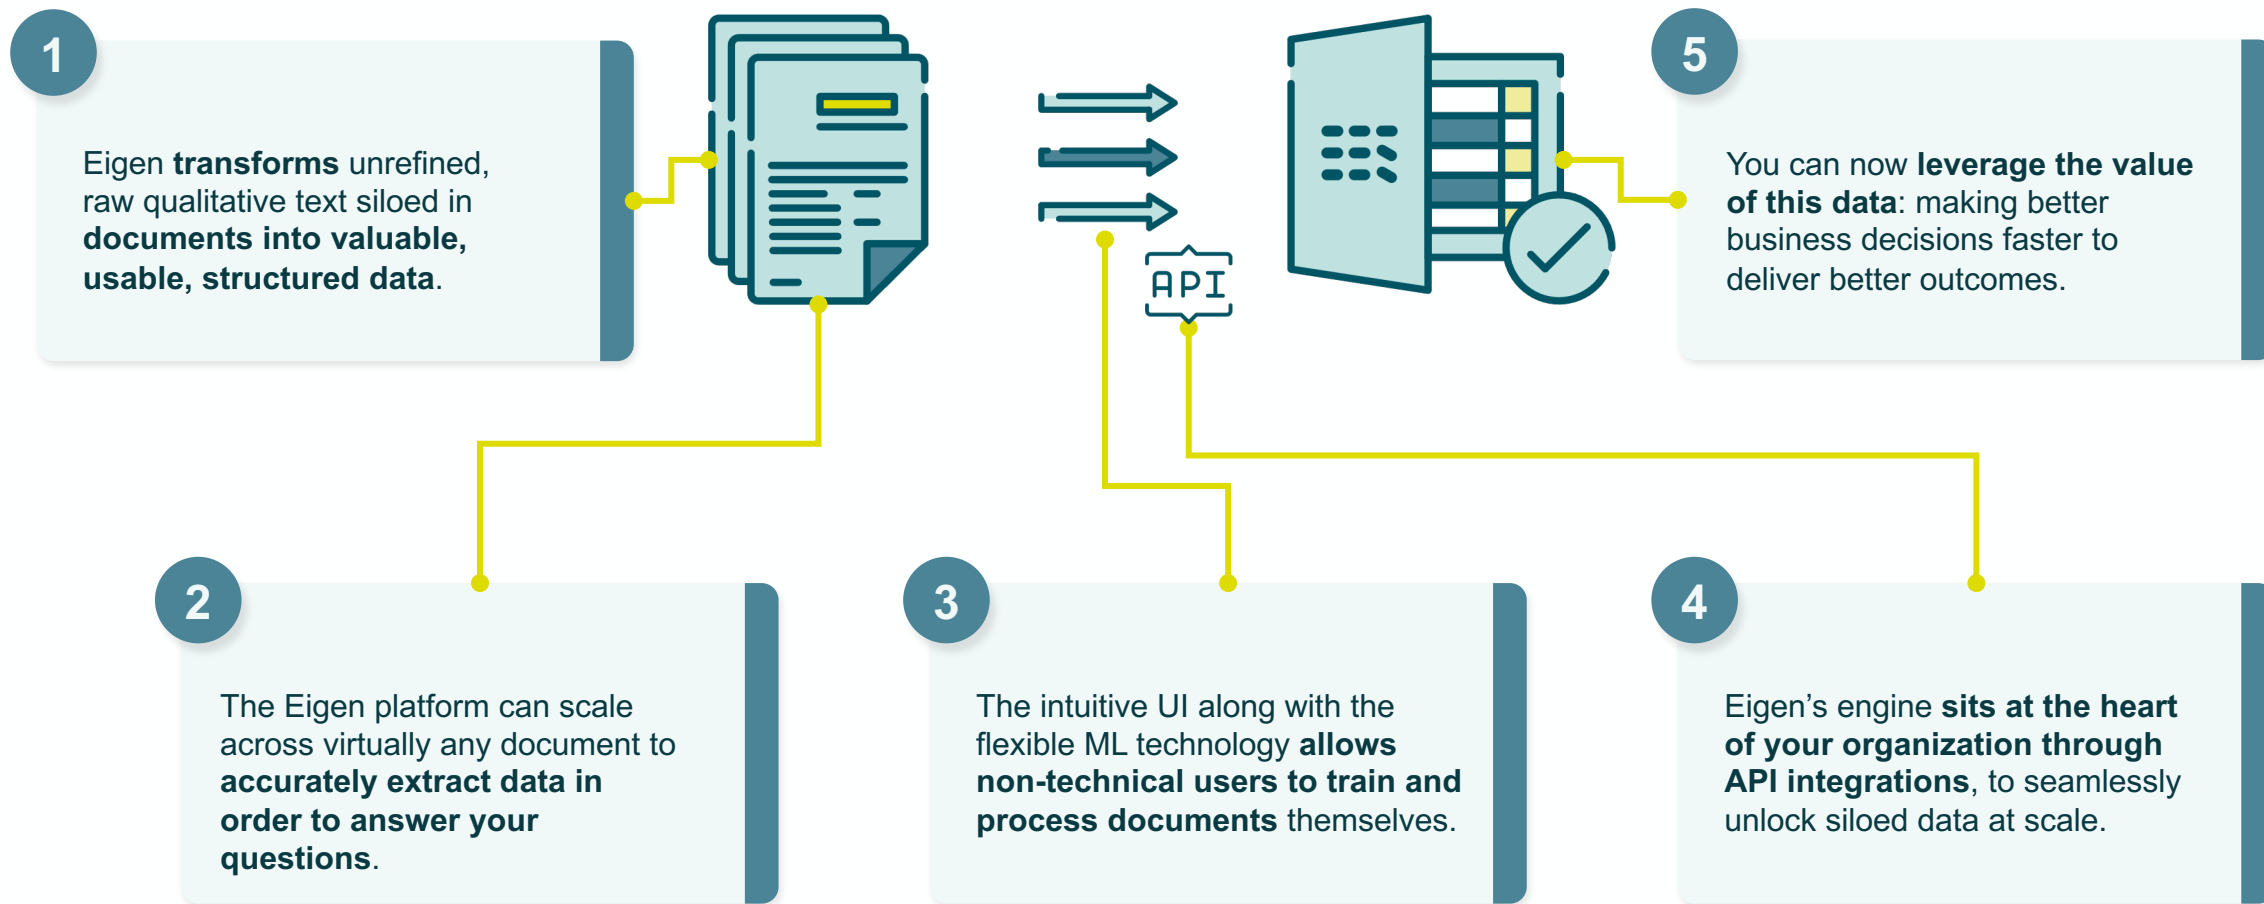 1
Eigen transforms unrefined,
raw qualitative text siloed in
documents into valuable,
usable, structured data.
API
5
You can now leverage the value
of this data: making better
business decisions faster to
deliver better outcomes.
2
The Eigen platform can scale
across virtually any document to
accurately extract data in
order to answer your
questions.
3
The intuitive UI along with the
flexible ML technology allows
non-technical users to train and
process documents themselves.
4
Eigen’s engine sits at the heart
of your organization through
API integrations, to seamlessly
unlock siloed data at scale.